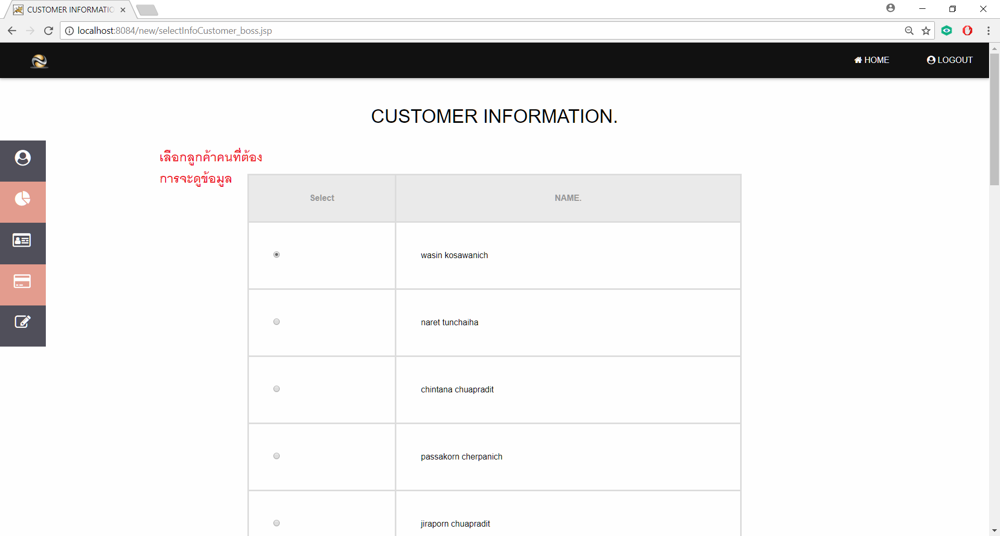 CUSTOMER INFORMATIO
localhost:8084/new/selectInfoCustomer_boss.jsp
HOME
LOGOUT
CUSTOMER INFORMATION.
เลือกลูกค้าคนที่ต้อง
การจะดูข้อมูล
Select
NAME.
wasin kosawanich
naret tunchaiha
chintana chuapradit
passakorn cherpanich
jiraporn chuapradit